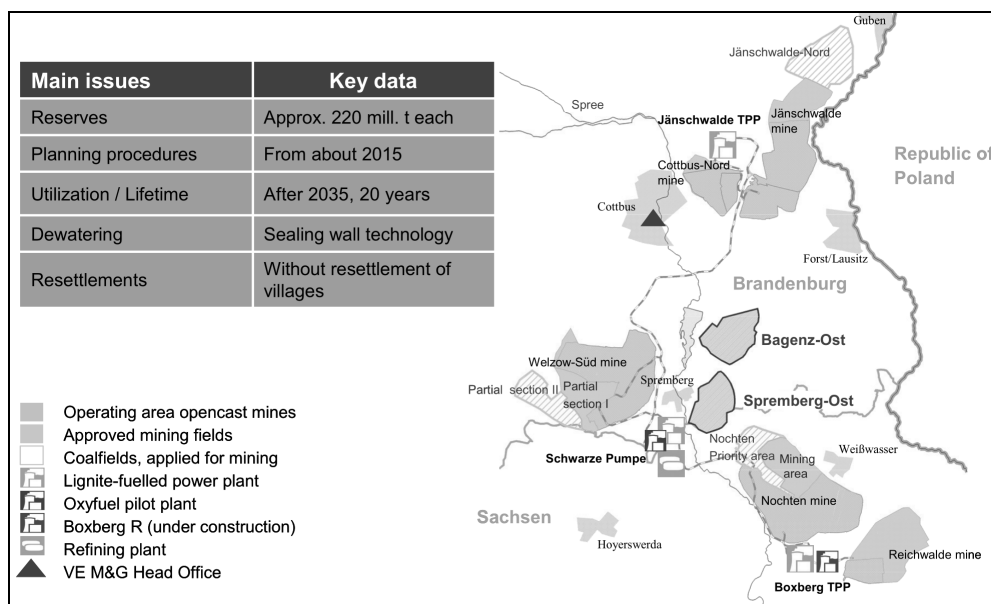 Main issues Key data
Reserves Approx. 220 mill. t each
Planning procedures From about 2015
Utilization / Lifetime After 2035, 20 years
Dewatering Sealing wall technology
Resettlements Without resettlement of
villages
Operating area opencast mines
Approved mining fields
Coalfields, applied for mining
Lignite-fuelled power plant
Oxyfuel pilot plant
Boxberg R (under construction)
Refining plant
VE M&G Head Office
Guben
Jänschwalde-Nord
Spree
Jänschwalde TPP
Jänschwalde
mine
Republic of
Poland
Cottbus-Nord
mine
Cottbus
Forst/Lausitz
Brandenburg
Bagenz-Ost
Welzow-Süd mine
Partial section II
Partial
section I
Spremberg
Spremberg-Ost
Nochten
Priority area
Weißwasser
Schwarze Pumpe
Mining
area
Nochten mine
Sachsen
Hoyerswerda
Reichwalde mine
Boxberg TPP